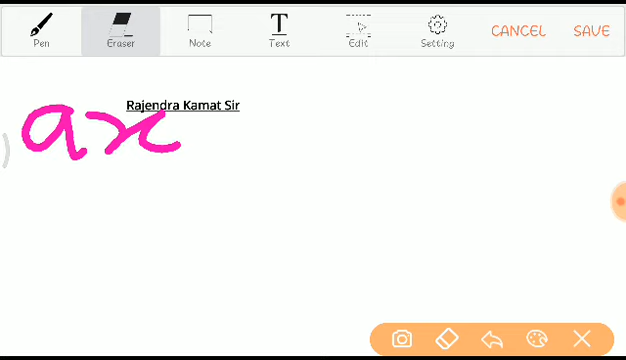 Pen Eraser Note Text Edit Setting CANCEL SAVE
Rajendra Kamat Sir
ax